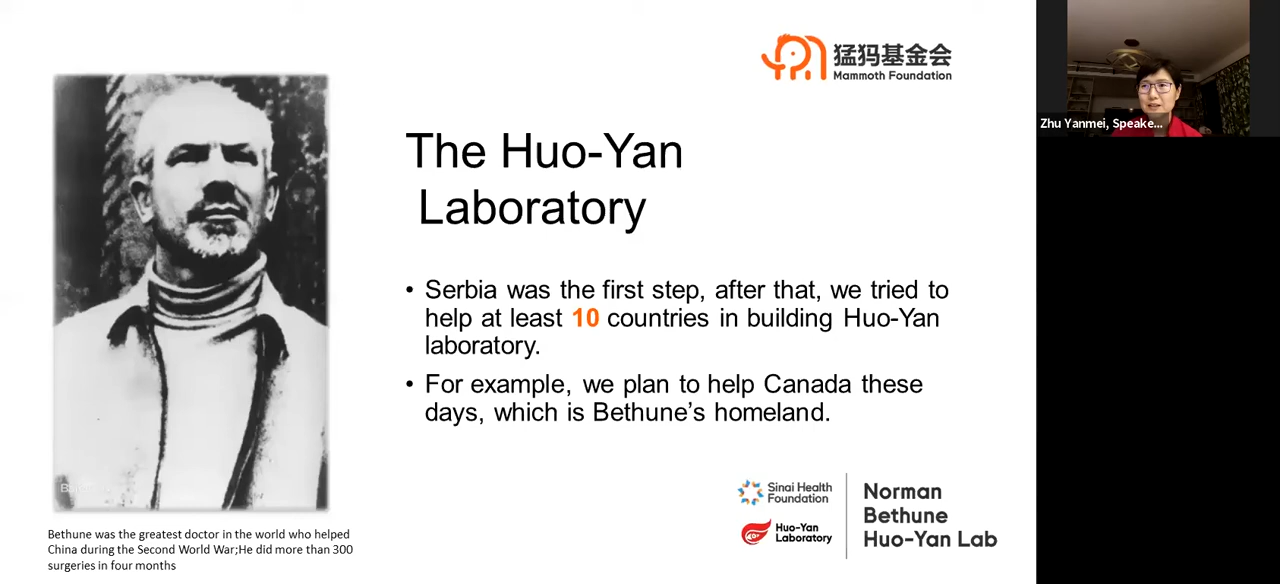 猛犸基金会
Mammoth Foundation
Zhu Yanmei, Speake...
The Huo-Yan
Laboratory
• Serbia was the first step, after that, we tried to
help at least 10 countries in building Huo-Yan
laboratory.
• For example, we plan to help Canada these
days, which is Bethune’s homeland.
Bethune was the greatest doctor in the world who helped
China during the Second World War;He did more than 300
surgeries in four months
Sinai Health
Foundation
Huo-Yan
Laboratory
Norman
Bethune
Huo-Yan Lab